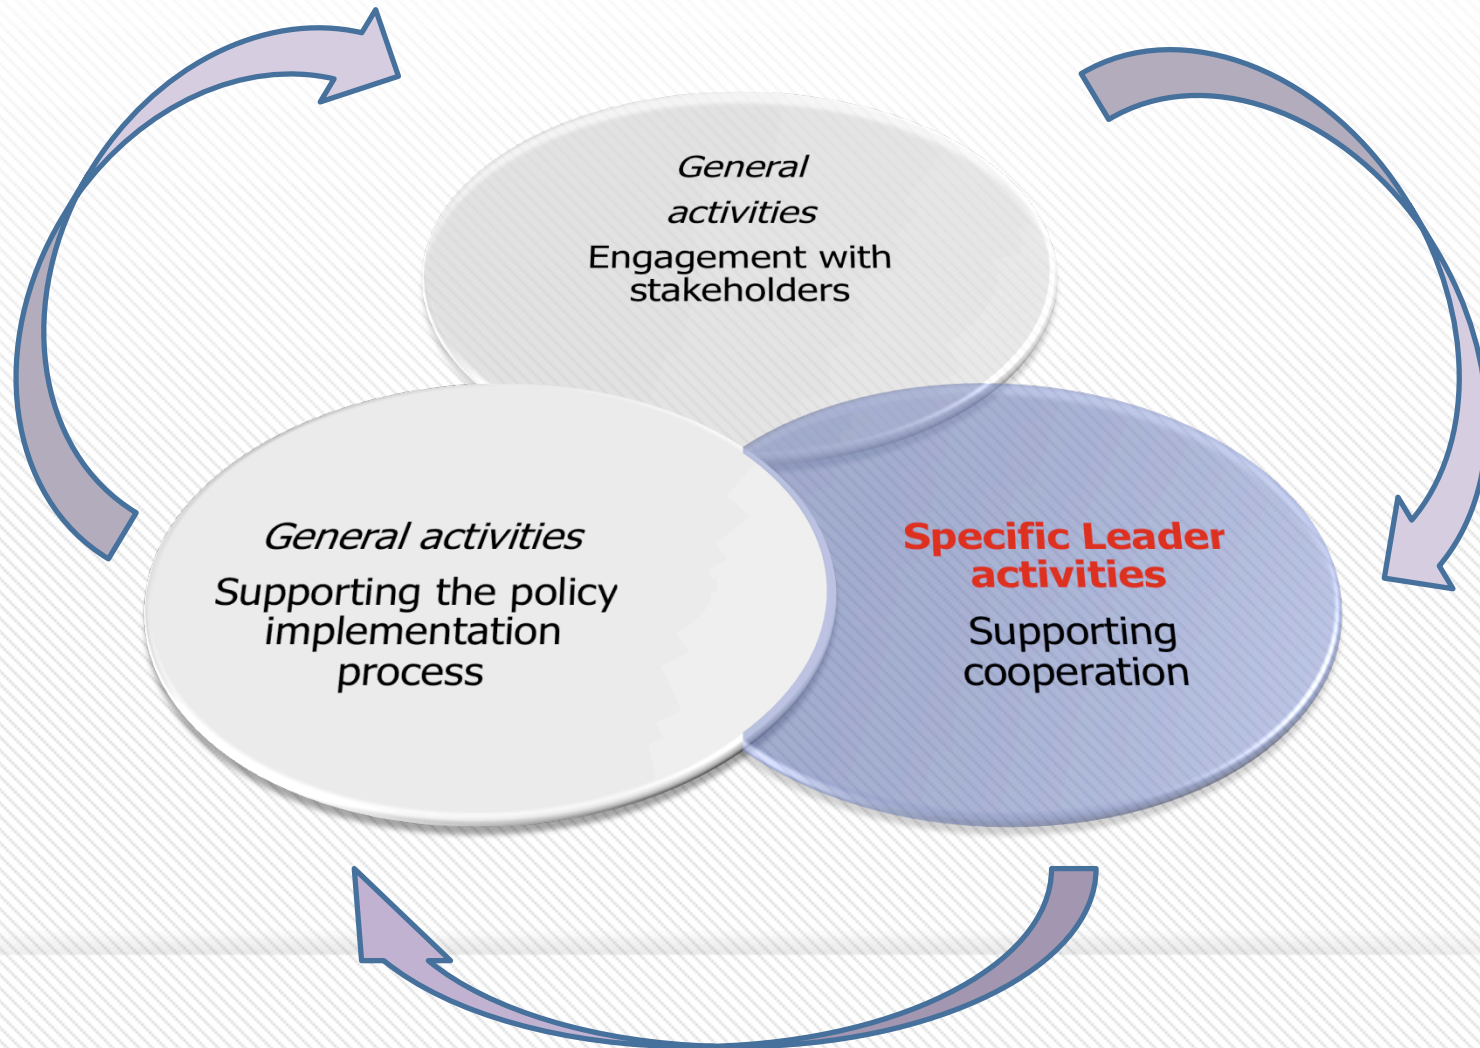 General
activities
Engagement with
stakeholders
General activities
Supporting the policy
implementation
process
Specific Leader
activities
Supporting
cooperation